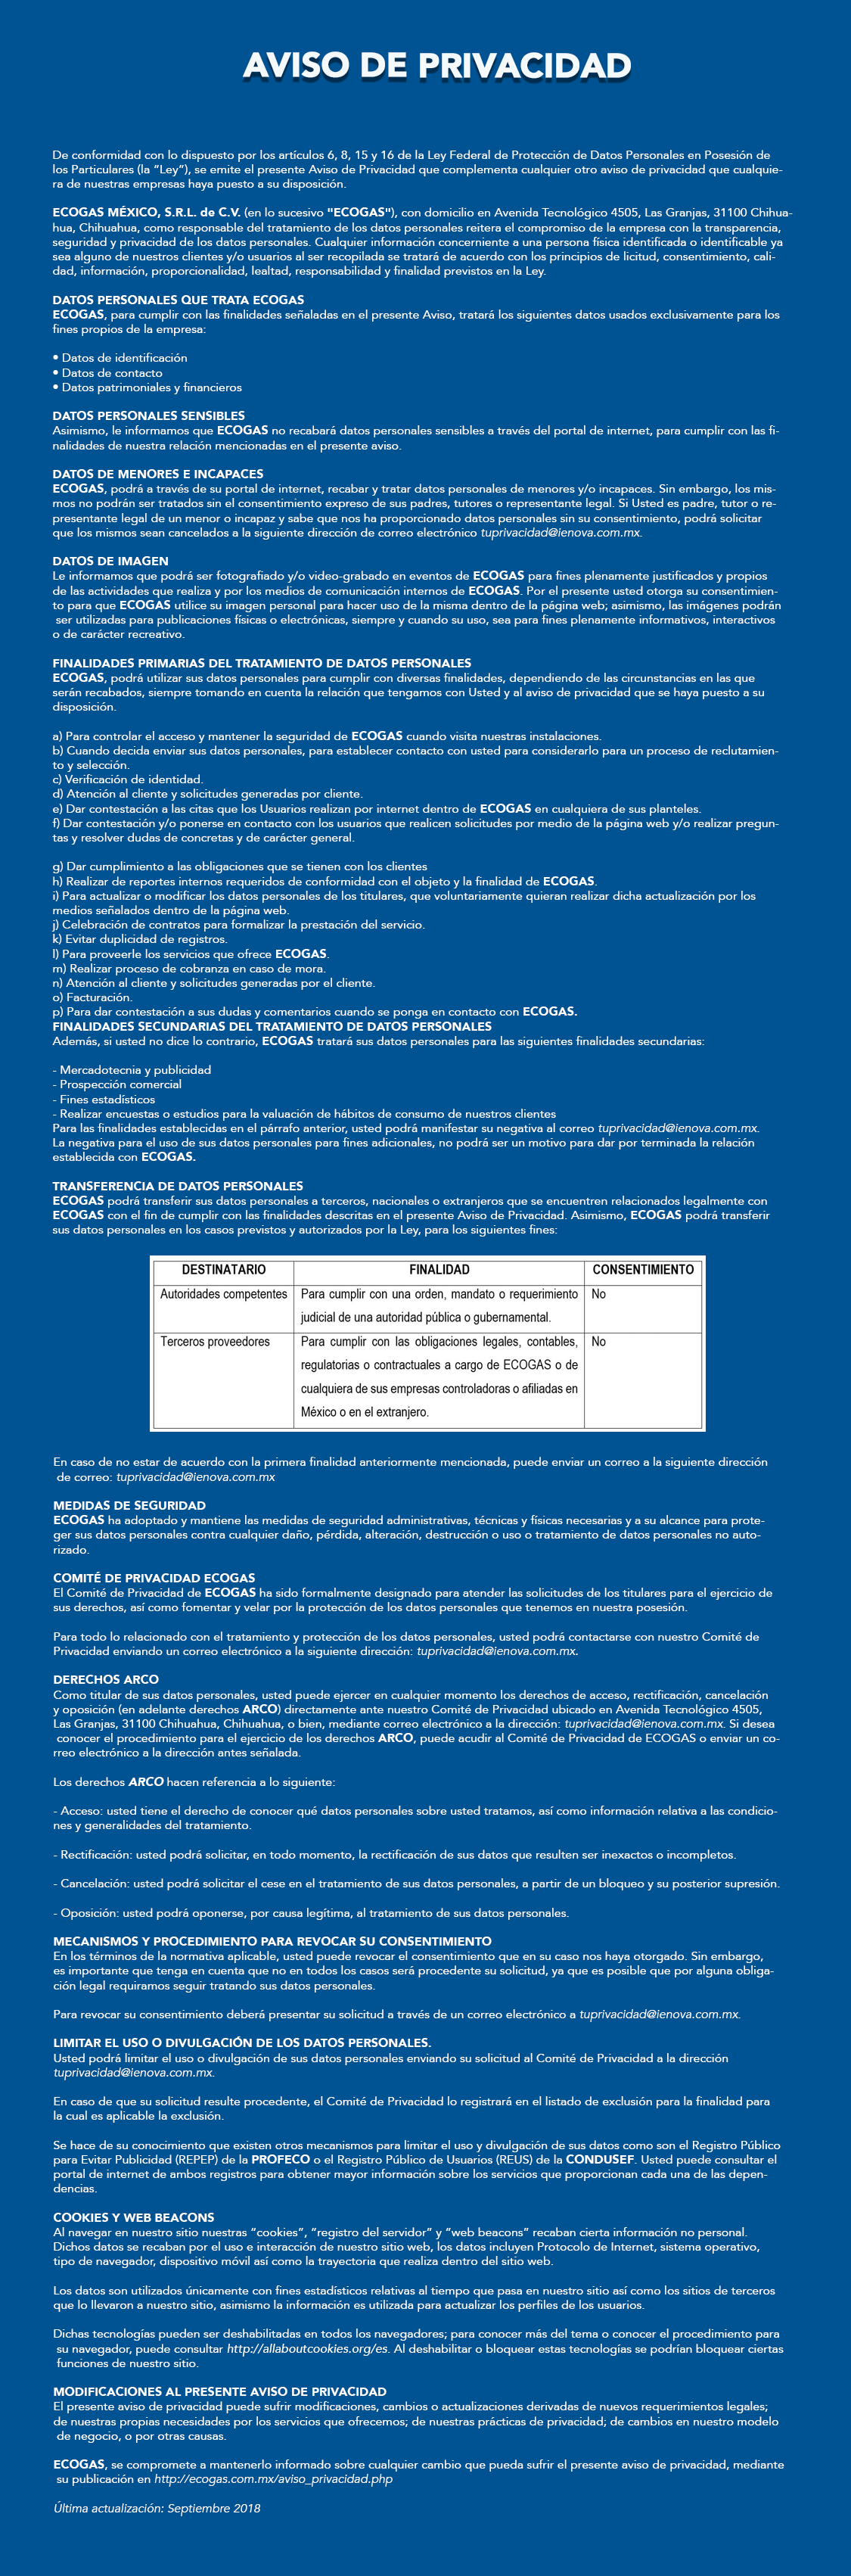 AVISO DE PRIVACIDAD
De conformidad con lo dispuesto por los artículos 6, 8, 15 y 16 de la Ley Federal de Protección de Datos Personales en Posesión de
los Particulares (la “Ley”), se emite el presente Aviso de Privacidad que complementa cualquier otro aviso de privacidad que cualquie-
ra de nuestras empresas haya puesto a su disposición.
ECOGAS MÉXICO, S.R.L. de C.V. (en lo sucesivo "ECOGAS"), con domicilio en Avenida Tecnológico 4505, Las Granjas, 31100 Chihua-
hua, Chihuahua, como responsable del tratamiento de los datos personales reitera el compromiso de la empresa con la transparencia,
seguridad y privacidad de los datos personales. Cualquier información concerniente a una persona física identificada o identificable ya
sea alguno de nuestros clientes y/o usuarios al ser recopilada se tratará de acuerdo con los principios de licitud, consentimiento, cali-
dad, información, proporcionalidad, lealtad, responsabilidad y finalidad previstos en la Ley.
DATOS PERSONALES QUE TRATA ECOGAS
ECOGAS, para cumplir con las finalidades señaladas en el presente Aviso, tratará los siguientes datos usados exclusivamente para los
fines propios de la empresa:
• Datos de identificación
• Datos de contacto
• Datos patrimoniales y financieros
DATOS PERSONALES SENSIBLES
Asimismo, le informamos que ECOGAS no recabará datos personales sensibles a través del portal de internet, para cumplir con las fi-
nalidades de nuestra relación mencionadas en el presente aviso.
DATOS DE MENORES E INCAPACES
ECOGAS, podrá a través de su portal de internet, recabar y tratar datos personales de menores y/o incapaces. Sin embargo, los mis-
mos no podrán ser tratados sin el consentimiento expreso de sus padres, tutores o representante legal. Si Usted es padre, tutor o re-
presentante legal de un menor o incapaz y sabe que nos ha proporcionado datos personales sin su consentimiento, podrá solicitar
que los mismos sean cancelados a la siguiente dirección de correo electrónico tuprivacidad@ienova.com.mx.
DATOS DE IMAGEN
Le informamos que podrá ser fotografiado y/o video-grabado en eventos de ECOGAS para fines plenamente justificados y propios
de las actividades que realiza y por los medios de comunicación internos de ECOGAS. Por el presente usted otorga su consentimien-
to para que ECOGAS utilice su imagen personal para hacer uso de la misma dentro de la página web; asimismo, las imágenes podrán
ser utilizadas para publicaciones físicas o electrónicas, siempre y cuando su uso, sea para fines plenamente informativos, interactivos
o de carácter recreativo.
FINALIDADES PRIMARIAS DEL TRATAMIENTO DE DATOS PERSONALES
ECOGAS, podrá utilizar sus datos personales para cumplir con diversas finalidades, dependiendo de las circunstancias en las que
serán recabados, siempre tomando en cuenta la relación que tengamos con Usted y al aviso de privacidad que se haya puesto a su
disposición.
a) Para controlar el acceso y mantener la seguridad de ECOGAS cuando visita nuestras instalaciones.
b) Cuando decida enviar sus datos personales, para establecer contacto con usted para considerarlo para un proceso de reclutamien-
to y selección.
c) Verificación de identidad.
d) Atención al cliente y solicitudes generadas por cliente.
e) Dar contestación a las citas que los Usuarios realizan por internet dentro de ECOGAS en cualquiera de sus planteles.
f) Dar contestación y/o ponerse en contacto con los usuarios que realicen solicitudes por medio de la página web y/o realizar pregun-
tas y resolver dudas de concretas y de carácter general.
g) Dar cumplimiento a las obligaciones que se tienen con los clientes
h) Realizar de reportes internos requeridos de conformidad con el objeto y la finalidad de ECOGAS.
i) Para actualizar o modificar los datos personales de los titulares, que voluntariamente quieran realizar dicha actualización por los
medios señalados dentro de la página web.
j) Celebración de contratos para formalizar la prestación del servicio.
k) Evitar duplicidad de registros.
l) Para proveerle los servicios que ofrece ECOGAS.
m) Realizar proceso de cobranza en caso de mora.
n) Atención al cliente y solicitudes generadas por el cliente.
o) Facturación.
p) Para dar contestación a sus dudas y comentarios cuando se ponga en contacto con ECOGAS.
FINALIDADES SECUNDARIAS DEL TRATAMIENTO DE DATOS PERSONALES
Además, si usted no dice lo contrario, ECOGAS tratará sus datos personales para las siguientes finalidades secundarias:
- Mercadotecnia y publicidad
- Prospección comercial
- Fines estadísticos
- Realizar encuestas o estudios para la valuación de hábitos de consumo de nuestros clientes
Para las finalidades establecidas en el párrafo anterior, usted podrá manifestar su negativa al correo tuprivacidad@ienova.com.mx.
La negativa para el uso de sus datos personales para fines adicionales, no podrá ser un motivo para dar por terminada la relación
establecida con ECOGAS.
TRANSFERENCIA DE DATOS PERSONALES
ECOGAS podrá transferir sus datos personales a terceros, nacionales o extranjeros que se encuentren relacionados legalmente con
ECOGAS con el fin de cumplir con las finalidades descritas en el presente Aviso de Privacidad. Asimismo, ECOGAS podrá transferir
sus datos personales en los casos previstos y autorizados por la Ley, para los siguientes fines:
DESTINATARIO FINALIDAD CONSENTIMIENTO
Autoridades competentes Para cumplir con una orden, mandato o requerimiento No
judicial de una autoridad pública o gubernamental.
Terceros proveedores Para cumplir con las obligaciones legales, contables, No
regulatorias o contractuales a cargo de ECOGAS o de
cualquiera de sus empresas controladoras o afiliadas en
México o en el extranjero.
En caso de no estar de acuerdo con la primera finalidad anteriormente mencionada, puede enviar un correo a la siguiente dirección
de correo: tuprivacidad@ienova.com.mx
MEDIDAS DE SEGURIDAD
ECOGAS ha adoptado y mantiene las medidas de seguridad administrativas, técnicas y físicas necesarias y a su alcance para prote-
ger sus datos personales contra cualquier daño, pérdida, alteración, destrucción o uso o tratamiento de datos personales no auto-
rizado.
COMITÉ DE PRIVACIDAD ECOGAS
El Comité de Privacidad de ECOGAS ha sido formalmente designado para atender las solicitudes de los titulares para el ejercicio de
sus derechos, así como fomentar y velar por la protección de los datos personales que tenemos en nuestra posesión.
Para todo lo relacionado con el tratamiento y protección de los datos personales, usted podrá contactarse con nuestro Comité de
Privacidad enviando un correo electrónico a la siguiente dirección: tuprivacidad@ienova.com.mx.
DERECHOS ARCO
Como titular de sus datos personales, usted puede ejercer en cualquier momento los derechos de acceso, rectificación, cancelación
y oposición (en adelante derechos ARCO) directamente ante nuestro Comité de Privacidad ubicado en Avenida Tecnológico 4505,
Las Granjas, 31100 Chihuahua, Chihuahua, o bien, mediante correo electrónico a la dirección: tuprivacidad@ienova.com.mx. Si desea
conocer el procedimiento para el ejercicio de los derechos ARCO, puede acudir al Comité de Privacidad de ECOGAS o enviar un co-
rreo electrónico a la dirección antes señalada.
Los derechos ARCO hacen referencia a lo siguiente:
- Acceso: usted tiene el derecho de conocer qué datos personales sobre usted tratamos, así como información relativa a las condicio-
nes y generalidades del tratamiento.
- Rectificación: usted podrá solicitar, en todo momento, la rectificación de sus datos que resulten ser inexactos o incompletos.
- Cancelación: usted podrá solicitar el cese en el tratamiento de sus datos personales, a partir de un bloqueo y su posterior supresión.
- Oposición: usted podrá oponerse, por causa legítima, al tratamiento de sus datos personales.
MECANISMOS Y PROCEDIMIENTO PARA REVOCAR SU CONSENTIMIENTO
En los términos de la normativa aplicable, usted puede revocar el consentimiento que en su caso nos haya otorgado. Sin embargo,
es importante que tenga en cuenta que no en todos los casos será procedente su solicitud, ya que es posible que por alguna obliga-
ción legal requiramos seguir tratando sus datos personales.
Para revocar su consentimiento deberá presentar su solicitud a través de un correo electrónico a tuprivacidad@ienova.com.mx.
LIMITAR EL USO O DIVULGACIÓN DE LOS DATOS PERSONALES.
Usted podrá limitar el uso o divulgación de sus datos personales enviando su solicitud al Comité de Privacidad a la dirección
tuprivacidad@ienova.com.mx.
En caso de que su solicitud resulte procedente, el Comité de Privacidad lo registrará en el listado de exclusión para la finalidad para
la cual es aplicable la exclusión.
Se hace de su conocimiento que existen otros mecanismos para limitar el uso y divulgación de sus datos como son el Registro Público
para Evitar Publicidad (REPEP) de la PROFECO o el Registro Público de Usuarios (REUS) de la CONDUSEF. Usted puede consultar el
portal de internet de ambos registros para obtener mayor información sobre los servicios que proporcionan cada una de las depen-
dencias.
COOKIES Y WEB BEACONS
Al navegar en nuestro sitio nuestras “cookies”, “registro del servidor” y “web beacons” recaban cierta información no personal.
Dichos datos se recaban por el uso e interacción de nuestro sitio web, los datos incluyen Protocolo de Internet, sistema operativo,
tipo de navegador, dispositivo móvil así como la trayectoria que realiza dentro del sitio web.
Los datos son utilizados únicamente con fines estadísticos relativas al tiempo que pasa en nuestro sitio así como los sitios de terceros
que lo llevaron a nuestro sitio, asimismo la información es utilizada para actualizar los perfiles de los usuarios.
Dichas tecnologías pueden ser deshabilitadas en todos los navegadores; para conocer más del tema o conocer el procedimiento para
su navegador, puede consultar http://allaboutcookies.org/es. Al deshabilitar o bloquear estas tecnologías se podrían bloquear ciertas
funciones de nuestro sitio.
MODIFICACIONES AL PRESENTE AVISO DE PRIVACIDAD
El presente aviso de privacidad puede sufrir modificaciones, cambios o actualizaciones derivadas de nuevos requerimientos legales;
de nuestras propias necesidades por los servicios que ofrecemos; de nuestras prácticas de privacidad; de cambios en nuestro modelo
de negocio, o por otras causas.
ECOGAS, se compromete a mantenerlo informado sobre cualquier cambio que pueda sufrir el presente aviso de privacidad, mediante
su publicación en http://ecogas.com.mx/aviso_privacidad.php
Última actualización: Septiembre 2018